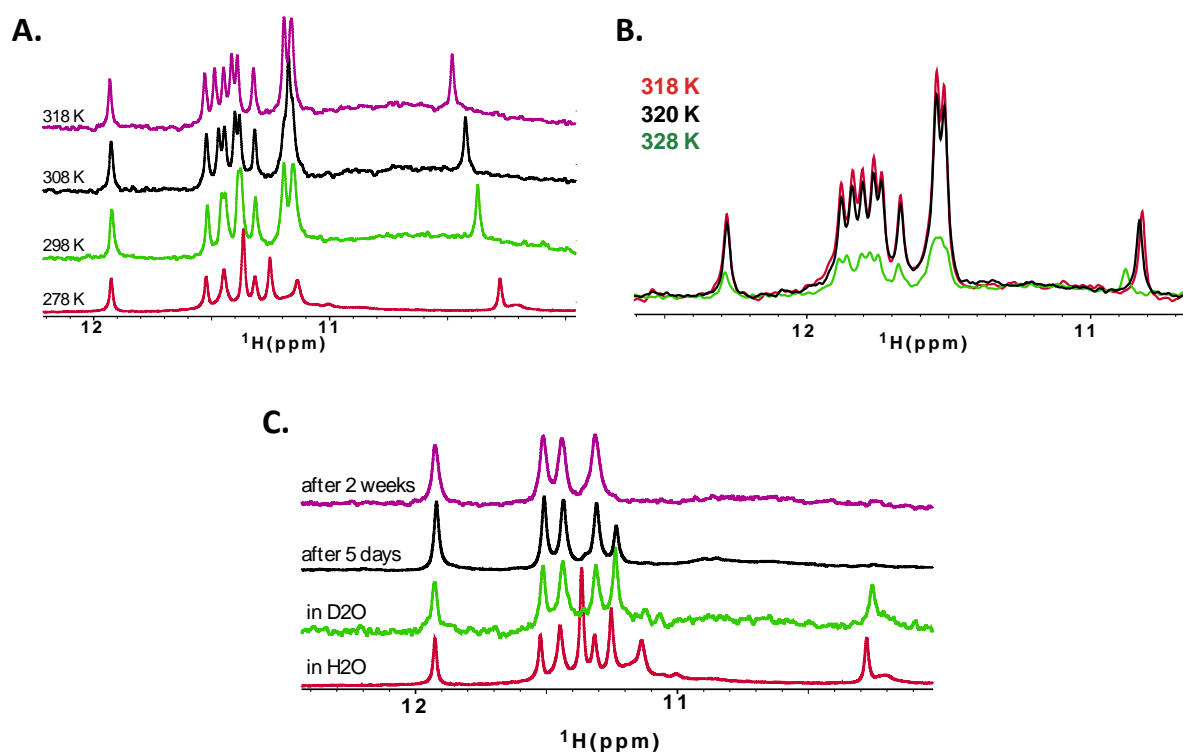 A.
318 K
308 K
298 K
278 K
12
11
1H(ppm)
B.
318 K
320 K
328 K
12
11
1H(ppm)
C.
after 2 weeks
after 5 days
in D2O
in H2O
12
11
1H(ppm)